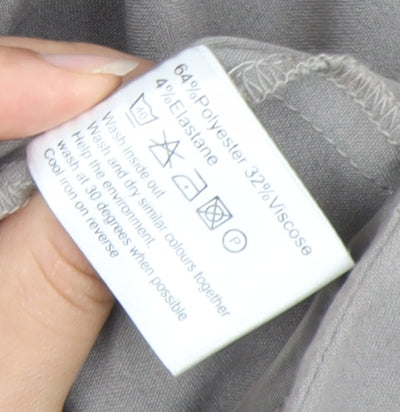 64%Polyester 32%Viscose
4%Elastane
40
P
Wash inside out
Wash and dry similar colours together
Help the environment,
wash at 30 degrees when possible
Cool iron on reverse